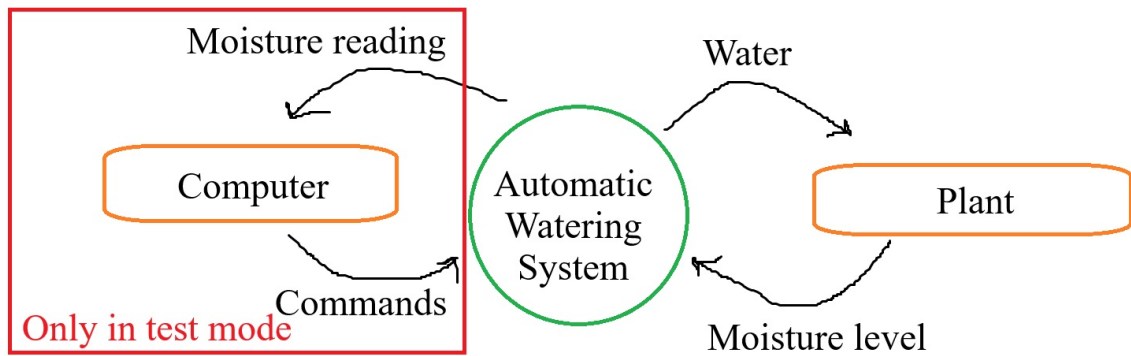 Moisture reading
Water
Computer
Automatic
Watering
System
Plant
Commands
Only in test mode
Moisture level